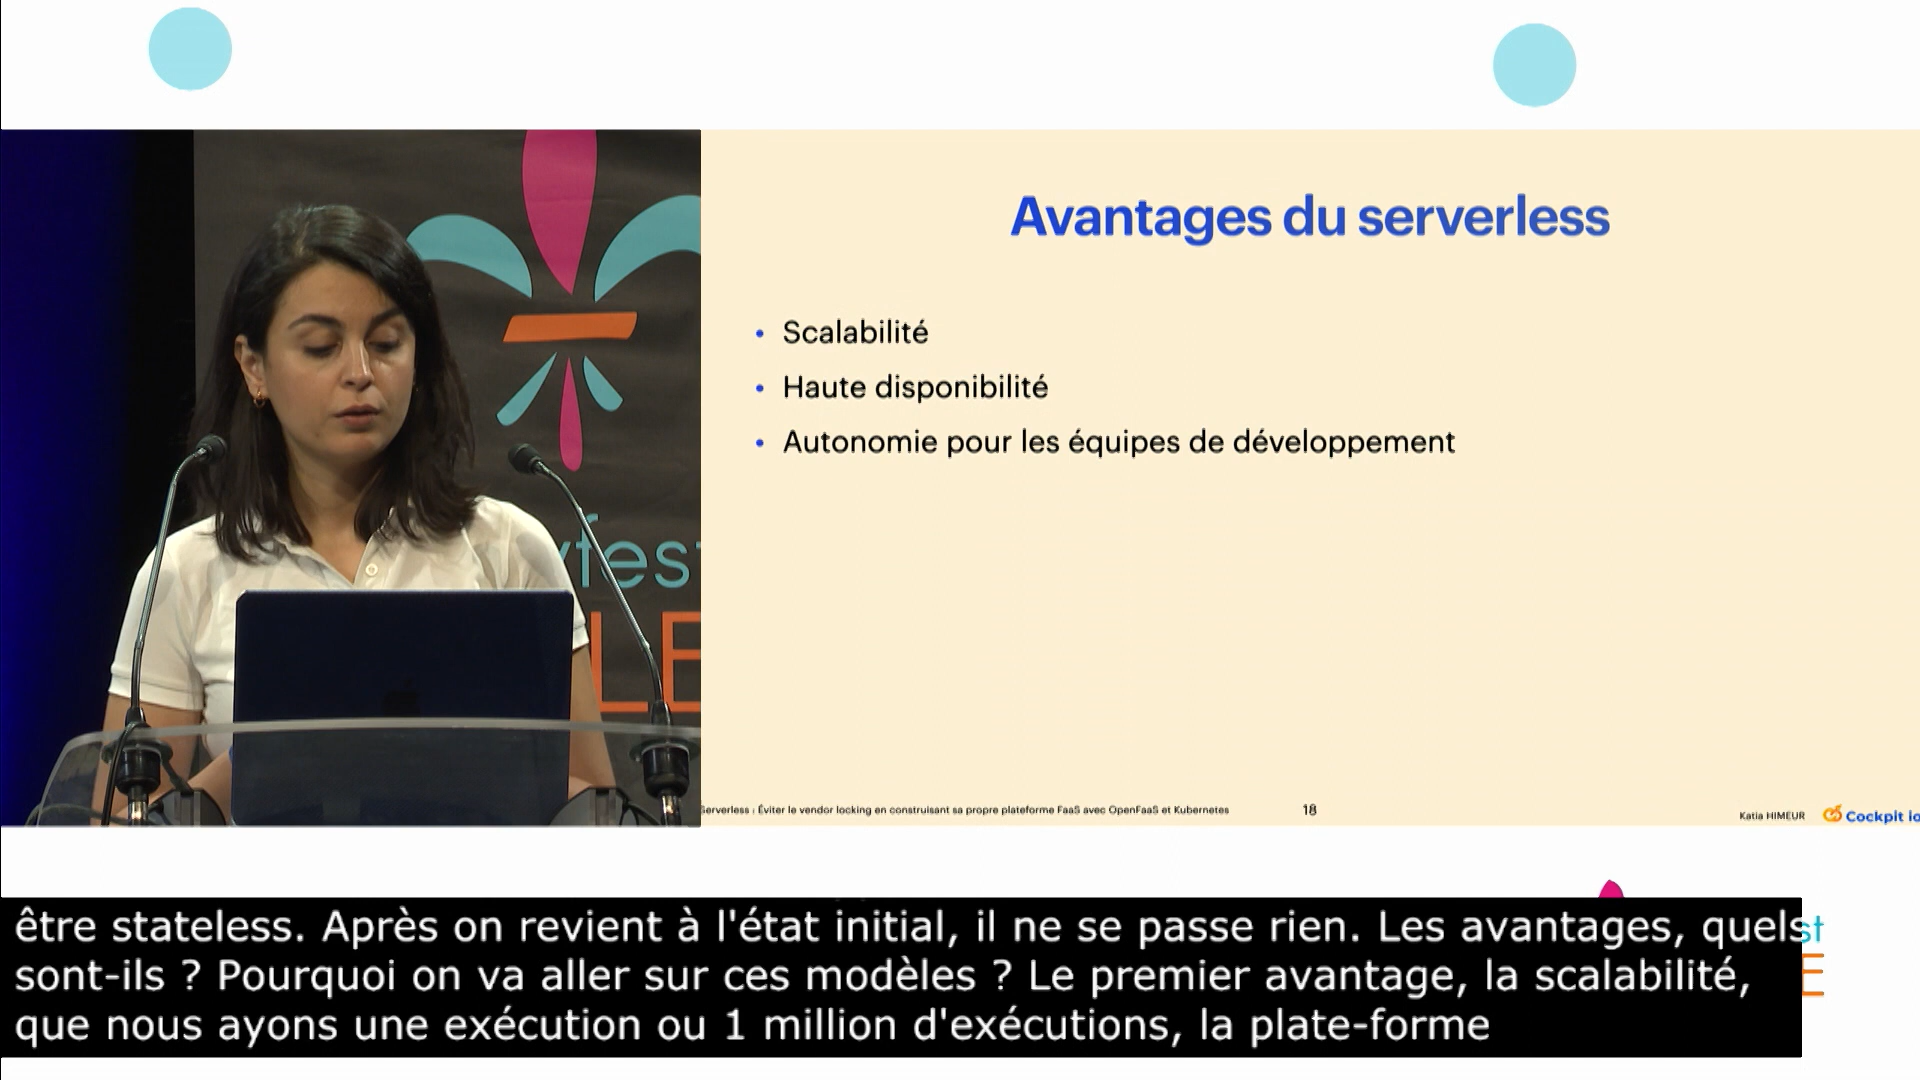 Avantages du serverless
• Scalabilité
• Haute disponibilité
• Autonomie pour les équipes de développement
Serverless : Éviter le vendor locking en construisant sa propre plateforme FaaS avec OpenFaaS et Kubernetes
18
Katia HIMEUR
Cockpit io
yfest
LE
être stateless. Après on revient à l'état initial, il ne se passe rien. Les avantages, quels
sont-ils ? Pourquoi on va aller sur ces modèles ? Le premier avantage, la scalabilité,
que nous ayons une exécution ou 1 million d'exécutions, la plate-forme
st
E